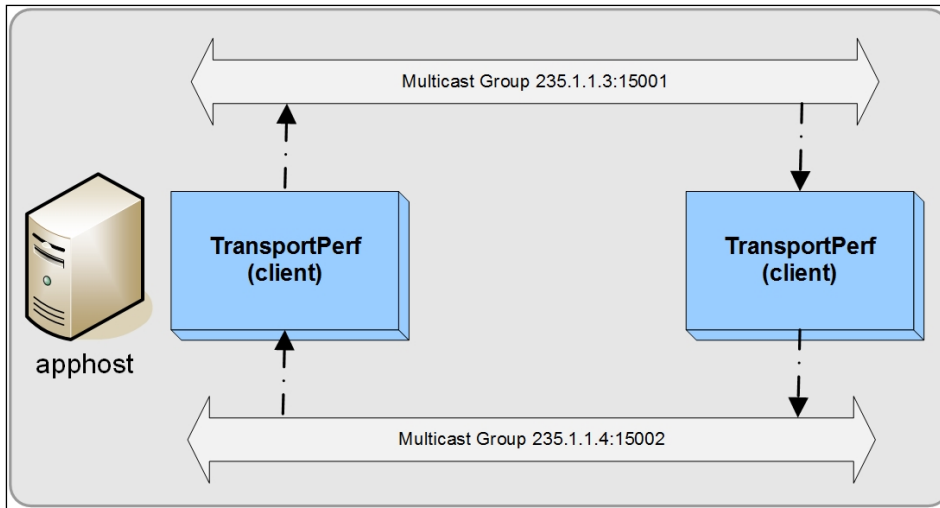 Multicast Group 235.1.1.3:15001
TransportPerf
(client)
TransportPerf
(client)
apphost
Multicast Group 235.1.1.4:15002